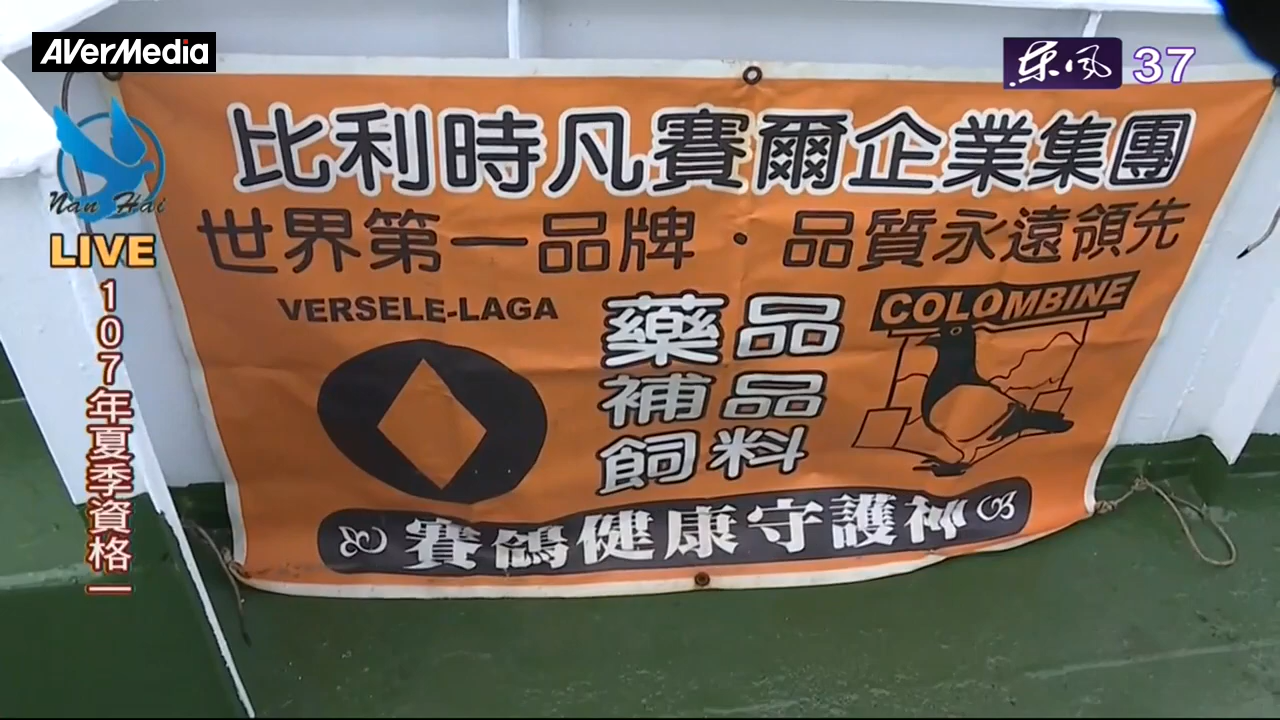 AVerMedia
东风 37
Nan Hai
LIVE
107年夏季資格一
比利時凡賽爾企業集團
世界第一品牌·品質永遠領先
VERSELE-LAGA
藥品
補品
飼料
COLOMBINE
賽鴿健康守護神